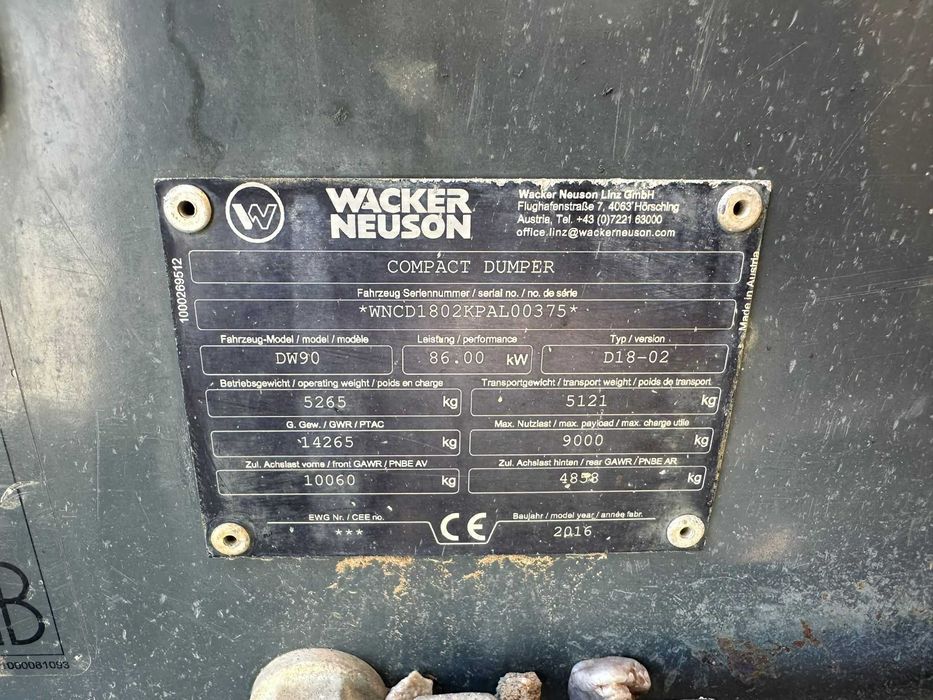 W
WACKER
NEUSON
Wacker Neuson Linz GmbH
Flughafenstraße 7, 4063 Hörsching
Austria, Tel. +43 (0)7221 63000
office.linz@wackerneuson.com
1000269512
COMPACT DUMPER
Made in Austria
Fahrzeug Seriennummer / serial no. / no. de série
*WNCD1802KPAL00375*
Fahrzeug-Model / model / modèle Leistung / performance Typ / version
DW90 86.00 kW D18-02
Betriebsgewicht / operating weight / poids en charge Transportgewicht / transport weight / poids de transport
5265 kg 5121 kg
G. Gew. / GWR / PTAC Max. Nutzlast / max. payload / max. charge utile
14265 kg 9000 kg
Zul. Achslast vorne / front GAWR / PNBE AV Zul. Achslast hinten / rear GAWR / PNBE AR
10060 kg 4858 kg
EWG Nr. / CEE no. CE Baujahr / model year / année fabr.
*** 2016
B
1000081093